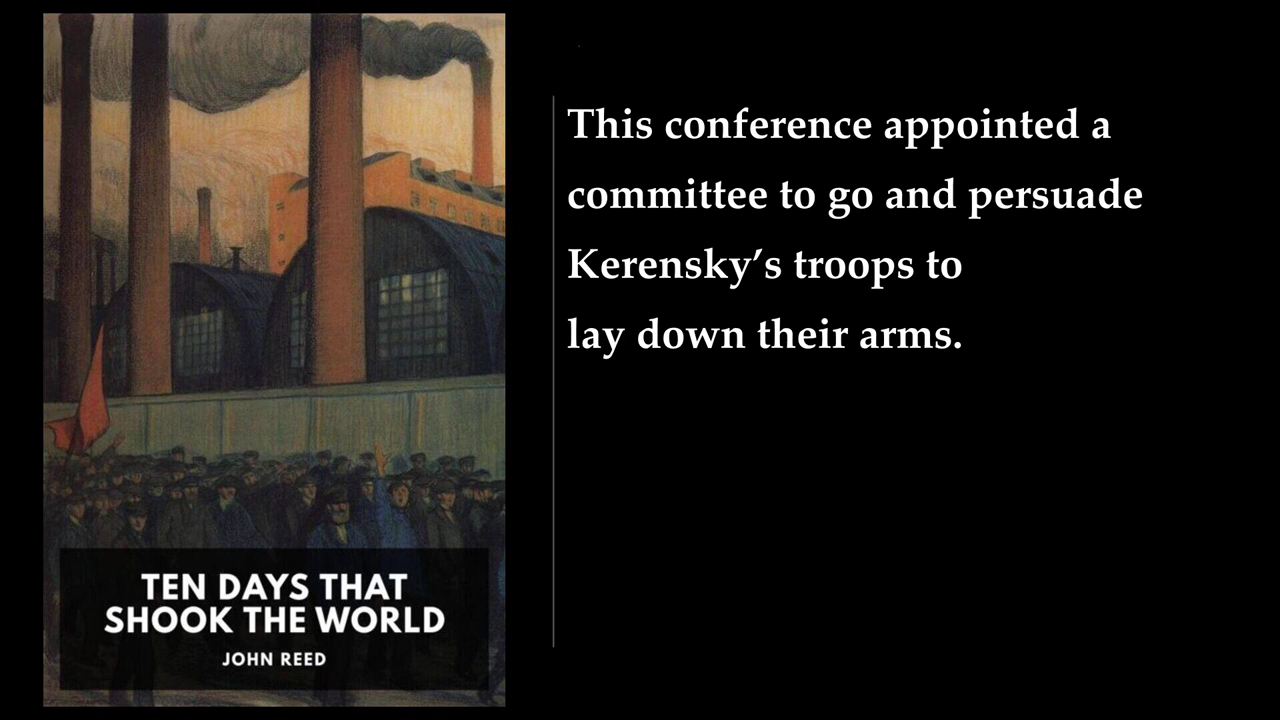 This conference appointed a
committee to go and persuade
Kerensky’s troops to
lay down their arms.
TEN DAYS THAT
SHOOK THE WORLD
JOHN REED